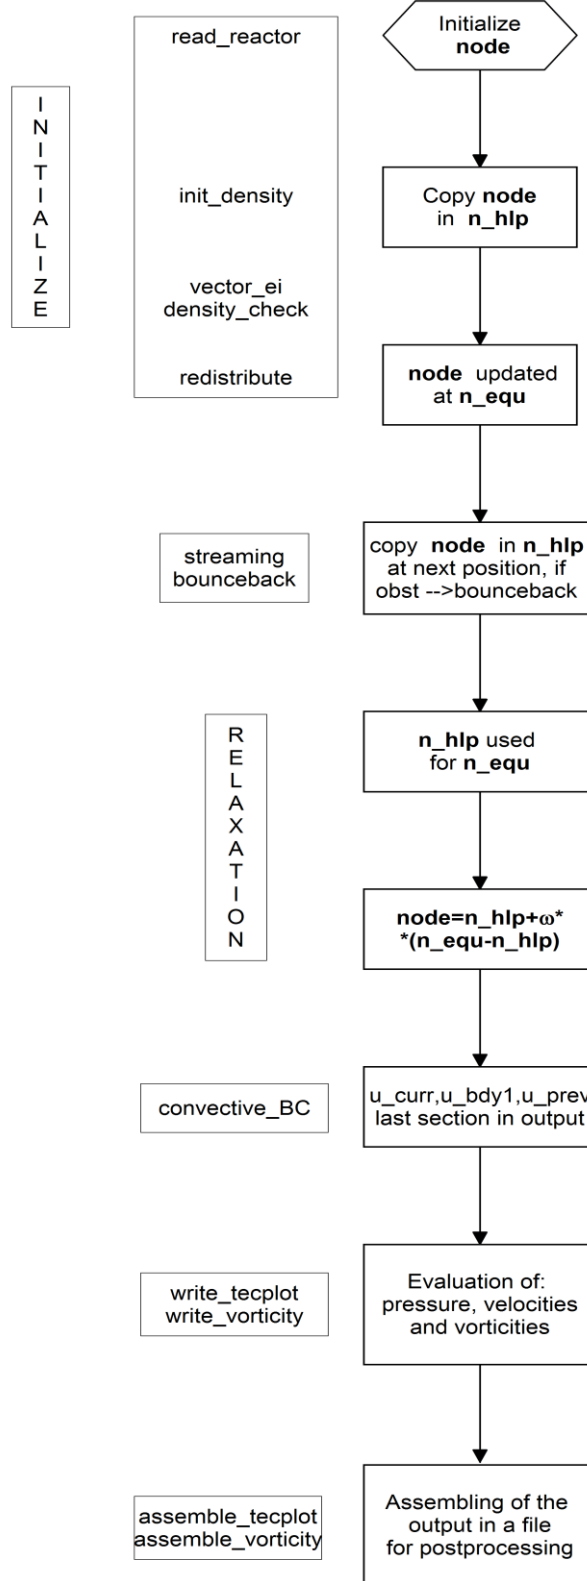 read_reactor
Initialize
node
INITIALIZE
init_density
Copy node
in n_hlp
vector_ei
density_check
redistribute
node updated
at n_equ
streaming
bounceback
copy node in n_hlp
at next position, if
obst -->bounceback
RELAXATION
n_hlp used
for n_equ
node=n_hlp+ω*
*(n_equ-n_hlp)
convective_BC
u_curr,u_bdy1,u_prev
last section in output
write_tecplot
write_vorticity
Evaluation of:
pressure, velocities
and vorticities
assemble_tecplot
assemble_vorticity
Assembling of the
output in a file
for postprocessing